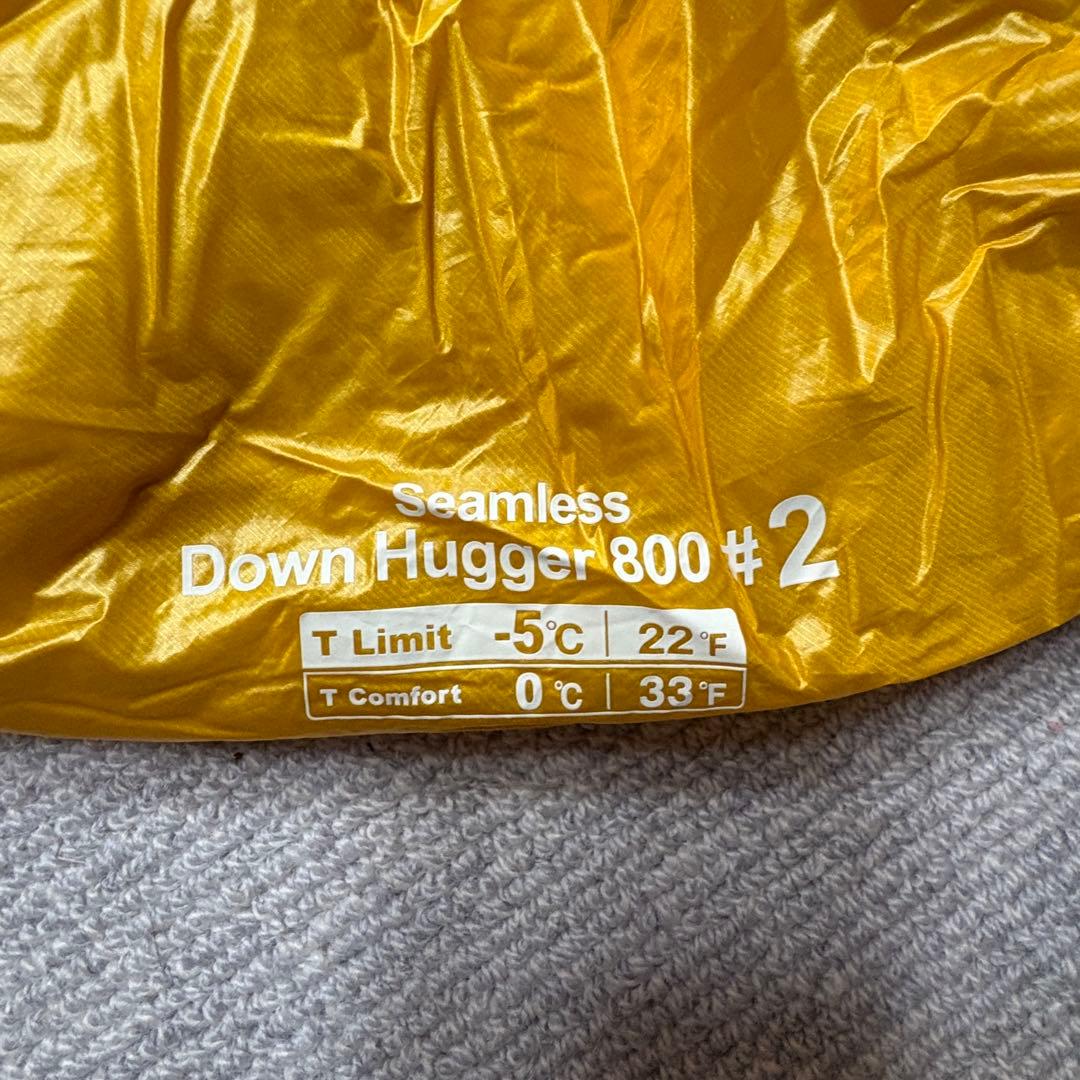 Seamless
Down Hugger 800 #2
T Limit -5°C | 22°F
T Comfort 0°C | 33°F